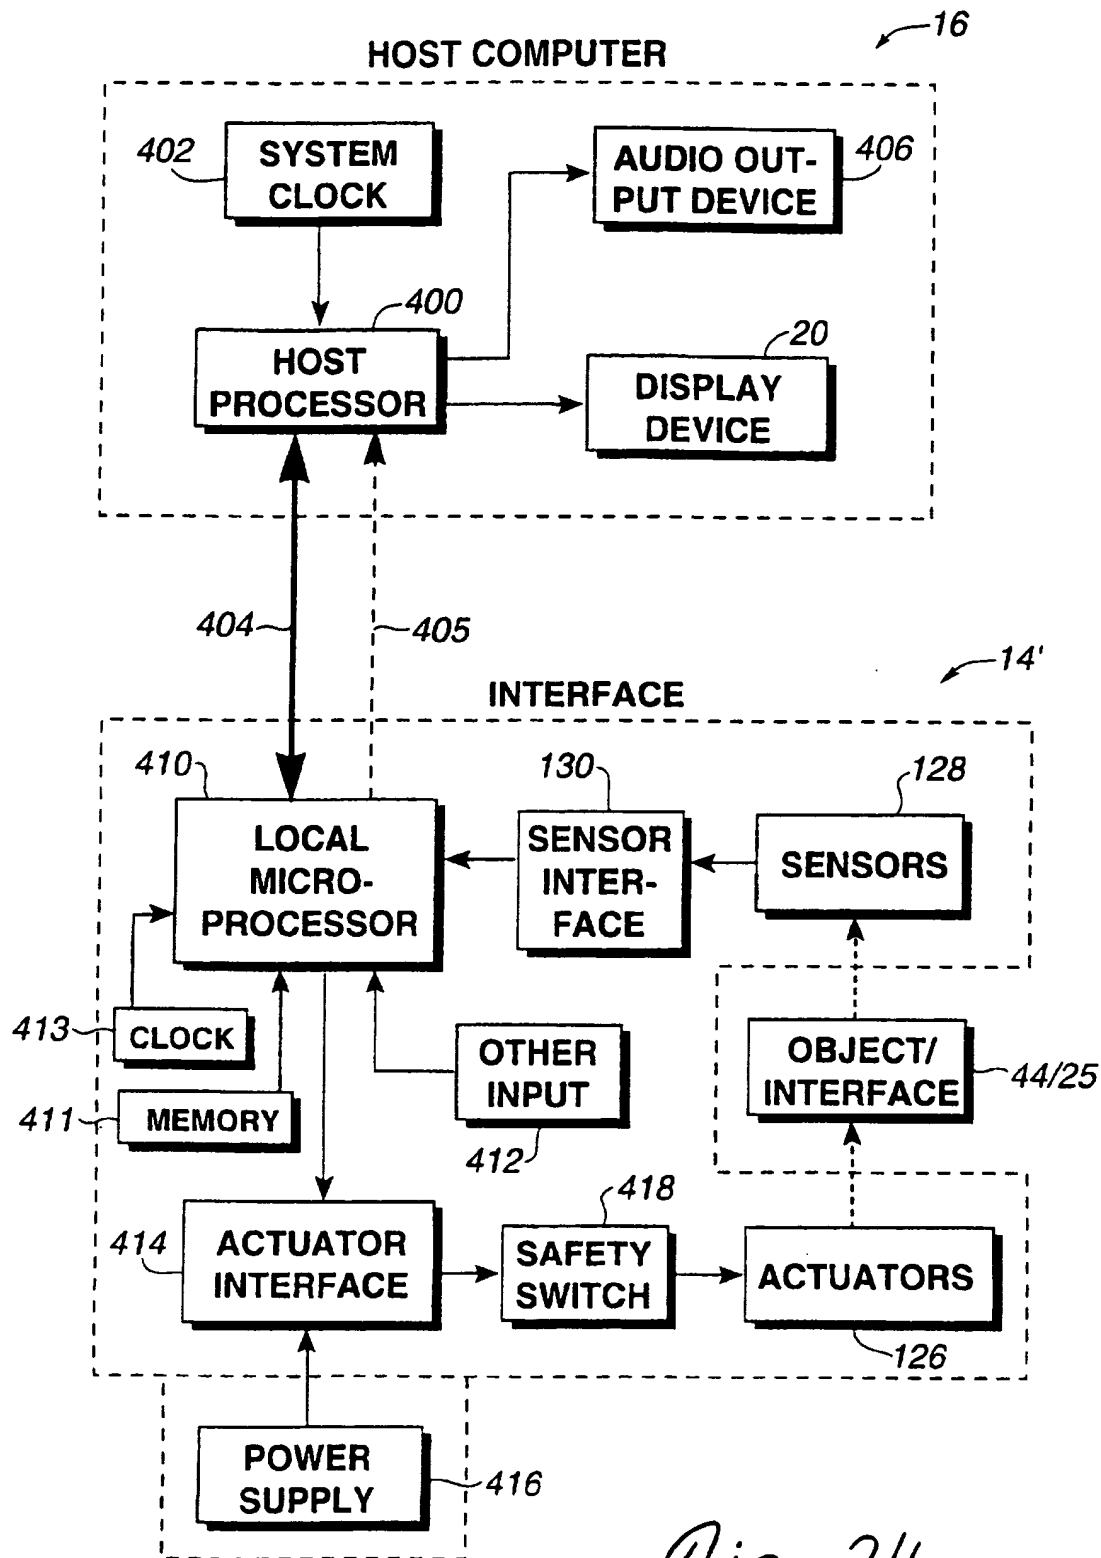 16
HOST COMPUTER
402
SYSTEM
CLOCK
AUDIO OUT-
PUT DEVICE
406
400
HOST
PROCESSOR
20
DISPLAY
DEVICE
404
405
14'
INTERFACE
410
LOCAL
MICRO-
PROCESSOR
130
SENSOR
INTER-
FACE
128
SENSORS
413
CLOCK
411
MEMORY
OTHER
INPUT
412
OBJECT/
INTERFACE
44/25
414
ACTUATOR
INTERFACE
418
SAFETY
SWITCH
ACTUATORS
126
POWER
SUPPLY
416